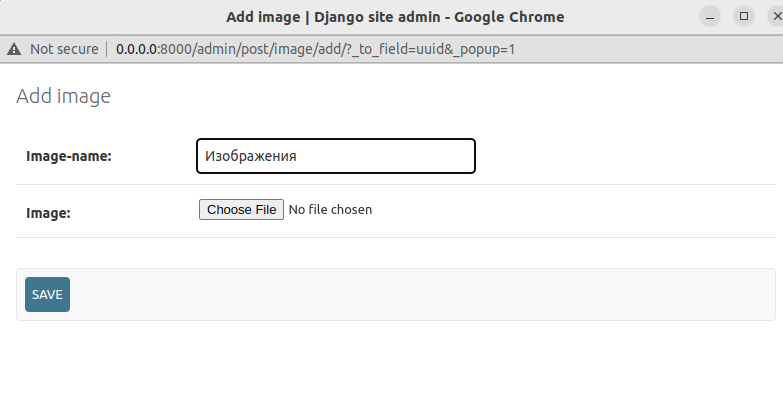 Add image | Django site admin - Google Chrome
Not secure | 0.0.0.0:8000/admin/post/image/add/?_to_field=uuid&_popup=1
Add image
Image-name: Изображения
Image: Choose File No file chosen
SAVE